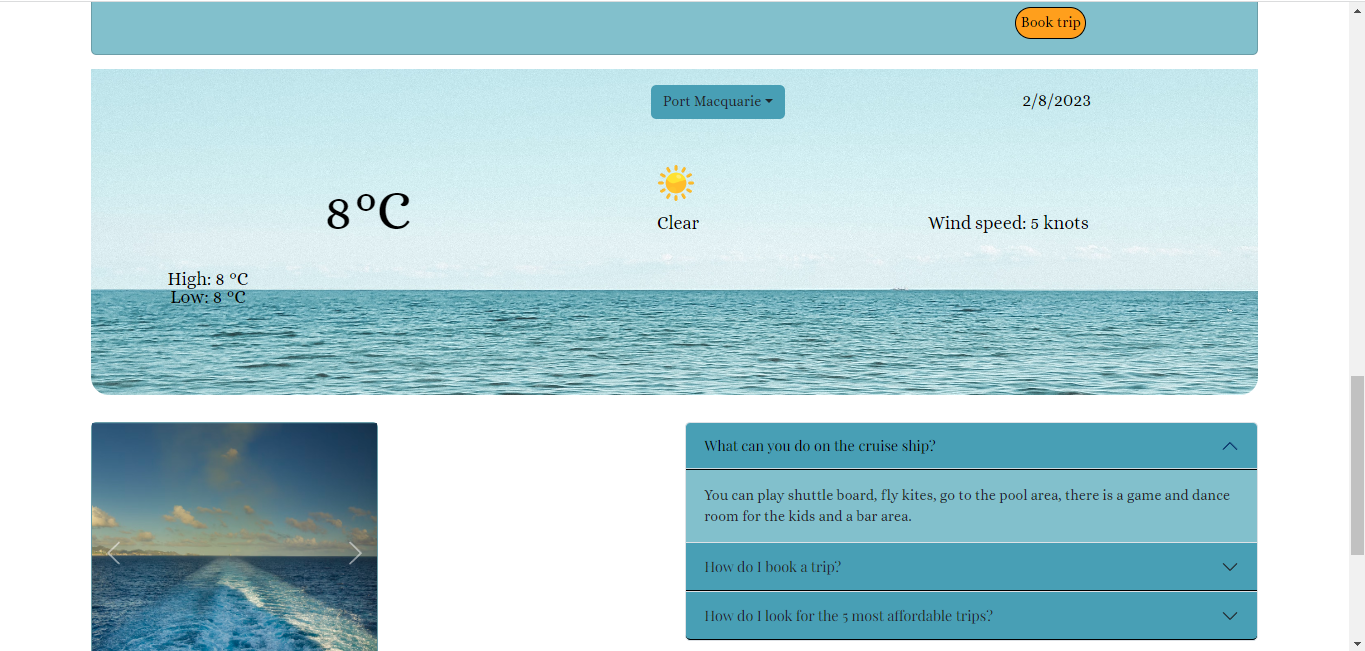 Book trip
Port Macquarie
2/8/2023
8°C
Clear
Wind speed: 5 knots
High: 8 °C
Low: 8 °C
What can you do on the cruise ship?
You can play shuttle board, fly kites, go to the pool area, there is a game and dance
room for the kids and a bar area.
How do I book a trip?
How do I look for the 5 most affordable trips?